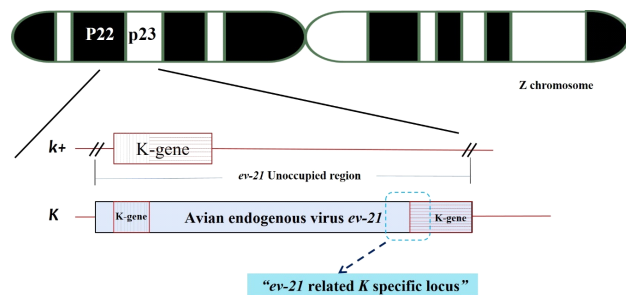 P22 p23
Z chromosome
k+
K-gene
ev-21 Unoccupied region
K
K-gene Avian endogenous virus ev-21 K-gene
“ev-21 related K specific locus”